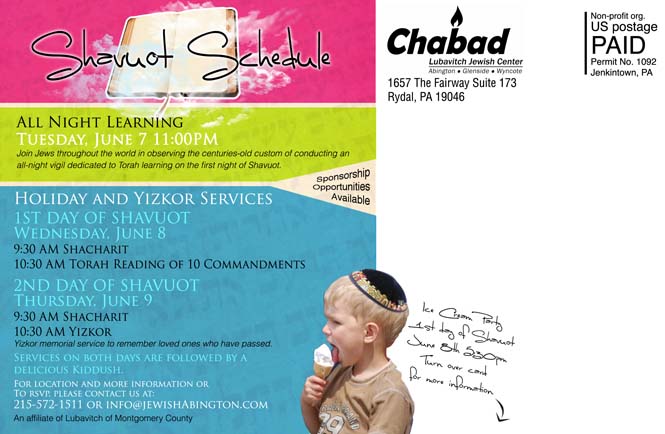 Shavuot Schedule
ALL NIGHT LEARNING
TUESDAY, JUNE 7 11:00PM
Join Jews throughout the world in observing the centuries-old custom of conducting an
all-night vigil dedicated to Torah learning on the first night of Shavuot.
Sponsorship
Opportunities
Available
HOLIDAY AND YIZKOR SERVICES
1ST DAY OF SHAVUOT
WEDNESDAY, JUNE 8
9:30 AM SHACHARIT
10:30 AM TORAH READING OF 10 COMMANDMENTS
2ND DAY OF SHAVUOT
THURSDAY, JUNE 9
9:30 AM SHACHARIT
10:30 AM YIZKOR
Yizkor memorial service to remember loved ones who have passed.
SERVICES ON BOTH DAYS ARE FOLLOWED BY A
DELICIOUS KIDDUSH.
FOR LOCATION AND MORE INFORMATION OR
TO RSVP, PLEASE CONTACT US AT:
215-572-1511 OR INFO@JEWISHABINGTON.COM
An affiliate of Lubavitch of Montgomery County
Chabad
Lubavitch Jewish Center
Abington • Glenside • Wyncote
1657 The Fairway Suite 173
Rydal, PA 19046
Non-profit org.
US postage
PAID
Permit No. 1092
Jenkintown, PA
Ice Cream Party
1st day of Shavuot
June 8th 5:30pm
Turn over card
for more information